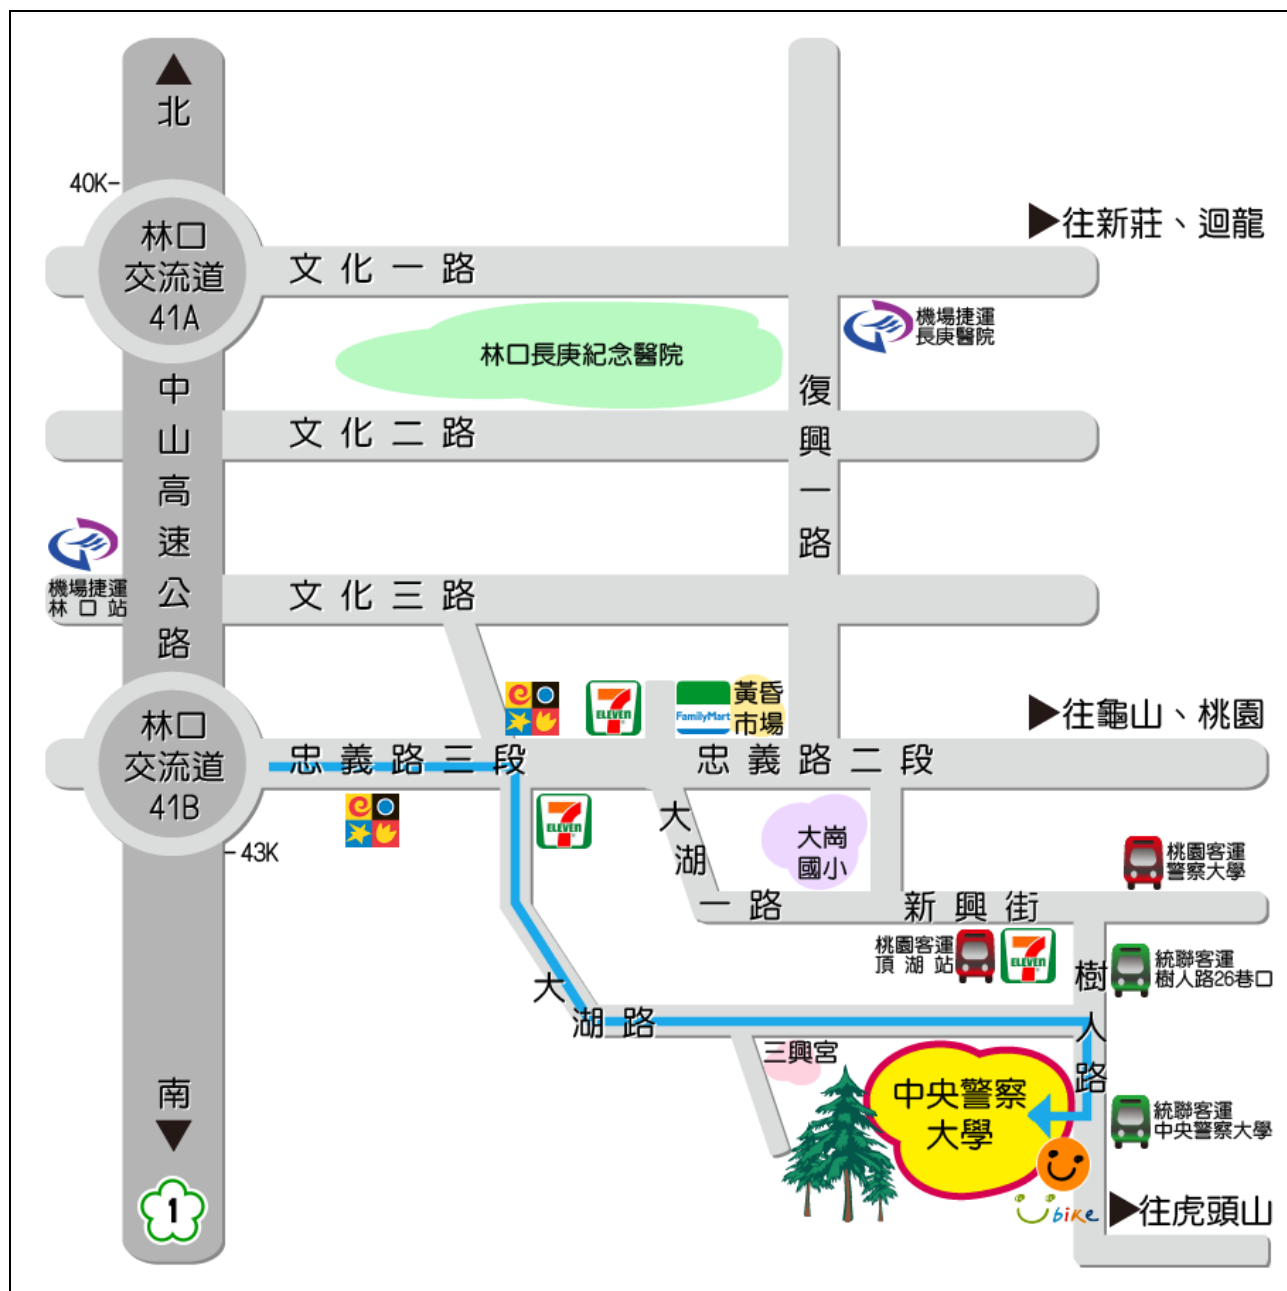 北
40K
往新莊、迴龍
林口
交流道
41A
文化一路
機場捷運
長庚醫院
林口長庚紀念醫院
中山高速公路
復興一路
文化二路
機場捷運
林口站
文化三路
ELEVEN
FamilyMart
黃昏
市場
往龜山、桃園
林口
交流道
41B
忠義路三段
忠義路二段
ELEVEN
43K
大湖
一路
大崗
國小
桃園客運
警察大學
新興街
桃園客運
頂湖站
ELEVEN
樹人路
統聯客運
樹人路26巷口
大
湖路
三興宮
中央警察
大學
統聯客運
中央警察大學
南
1
bike
往虎頭山